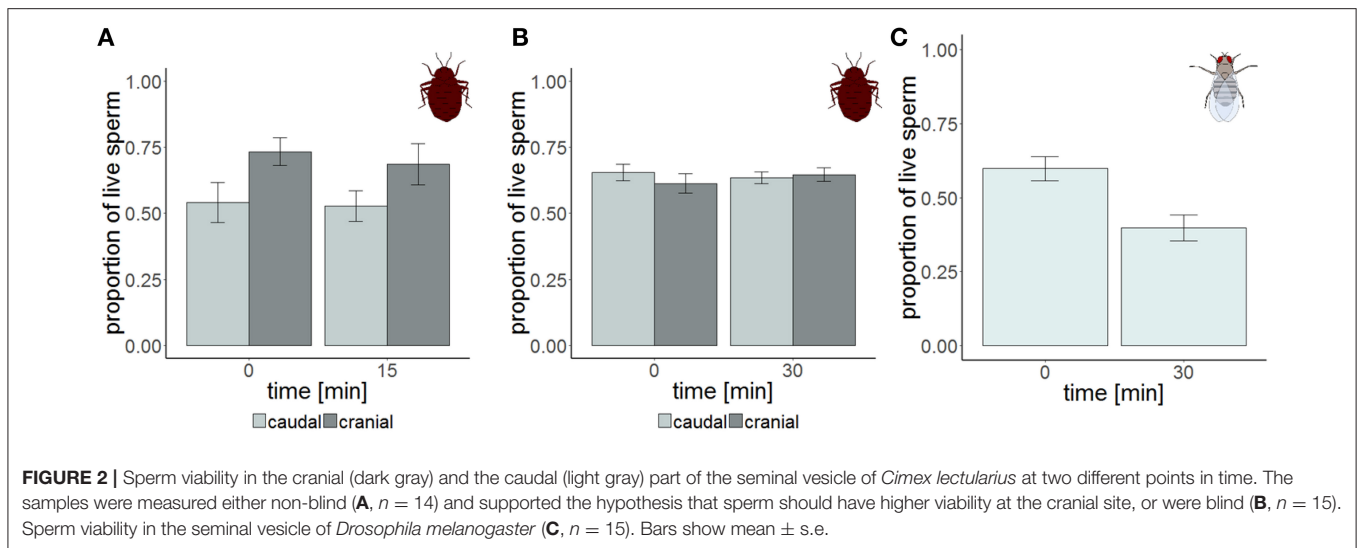 A
proportion of live sperm
1.00
0.75
0.50
0.25
0.00
0
15
time [min]
caudal cranial
B
proportion of live sperm
1.00
0.75
0.50
0.25
0.00
0
30
time [min]
caudal cranial
C
proportion of live sperm
1.00
0.75
0.50
0.25
0.00
0
30
time [min]
FIGURE 2 | Sperm viability in the cranial (dark gray) and the caudal (light gray) part of the seminal vesicle of Cimex lectularius at two different points in time. The
samples were measured either non-blind (A, n = 14) and supported the hypothesis that sperm should have higher viability at the cranial site, or were blind (B, n = 15).
Sperm viability in the seminal vesicle of Drosophila melanogaster (C, n = 15). Bars show mean ± s.e.